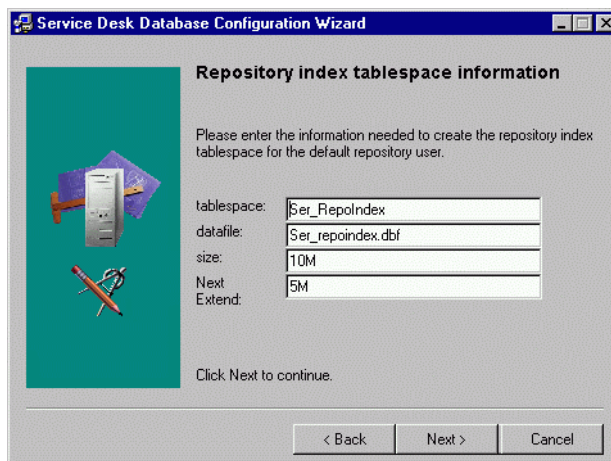 Service Desk Database Configuration Wizard
Repository index tablespace information
Please enter the information needed to create the repository index
tablespace for the default repository user.
tablespace: Ser_RepoIndex
datafile: Ser_repoindex.dbf
size: 10M
Next
Extend: 5M
Click Next to continue.
< Back Next > Cancel